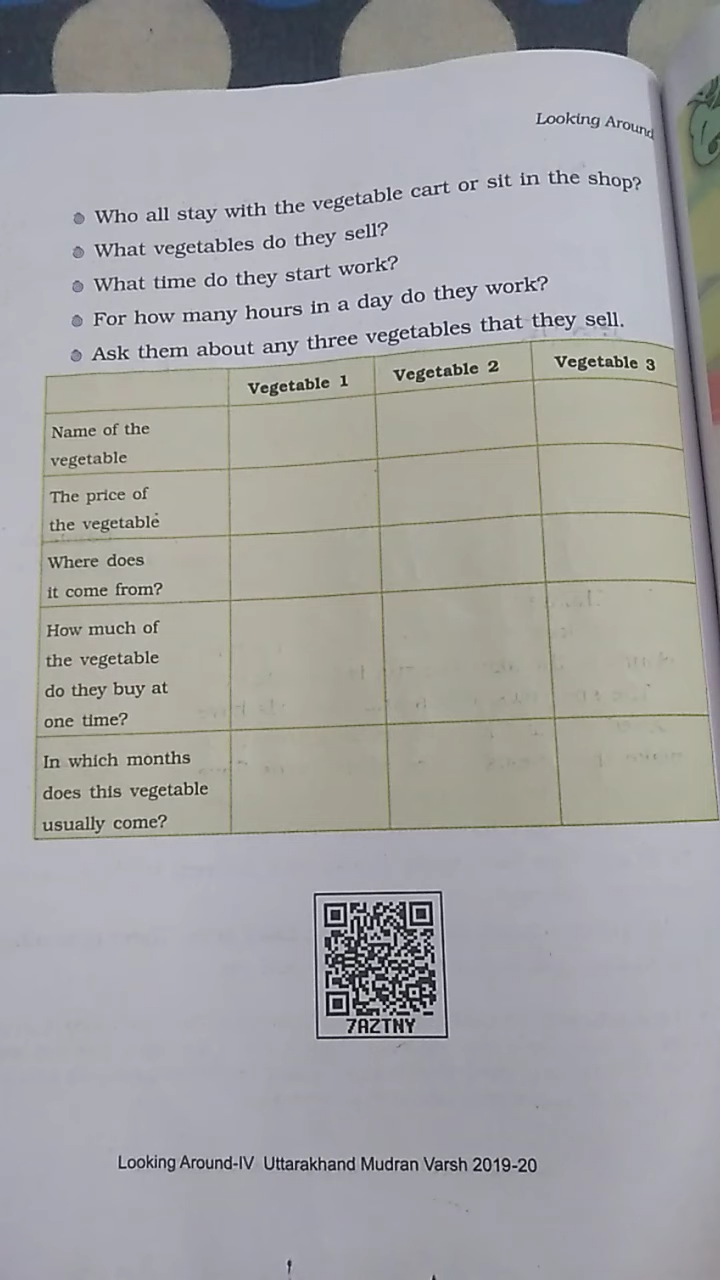 Looking Around
Who all stay with the vegetable cart or sit in the shop?
What vegetables do they sell?
What time do they start work?
For how many hours in a day do they work?
Ask them about any three vegetables that they sell.
Vegetable 1 Vegetable 2 Vegetable 3
Name of the
vegetable
The price of
the vegetable
Where does
it come from?
How much of
the vegetable
do they buy at
one time?
In which months
does this vegetable
usually come?
7AZTNY
Looking Around-IV Uttarakhand Mudran Varsh 2019-20